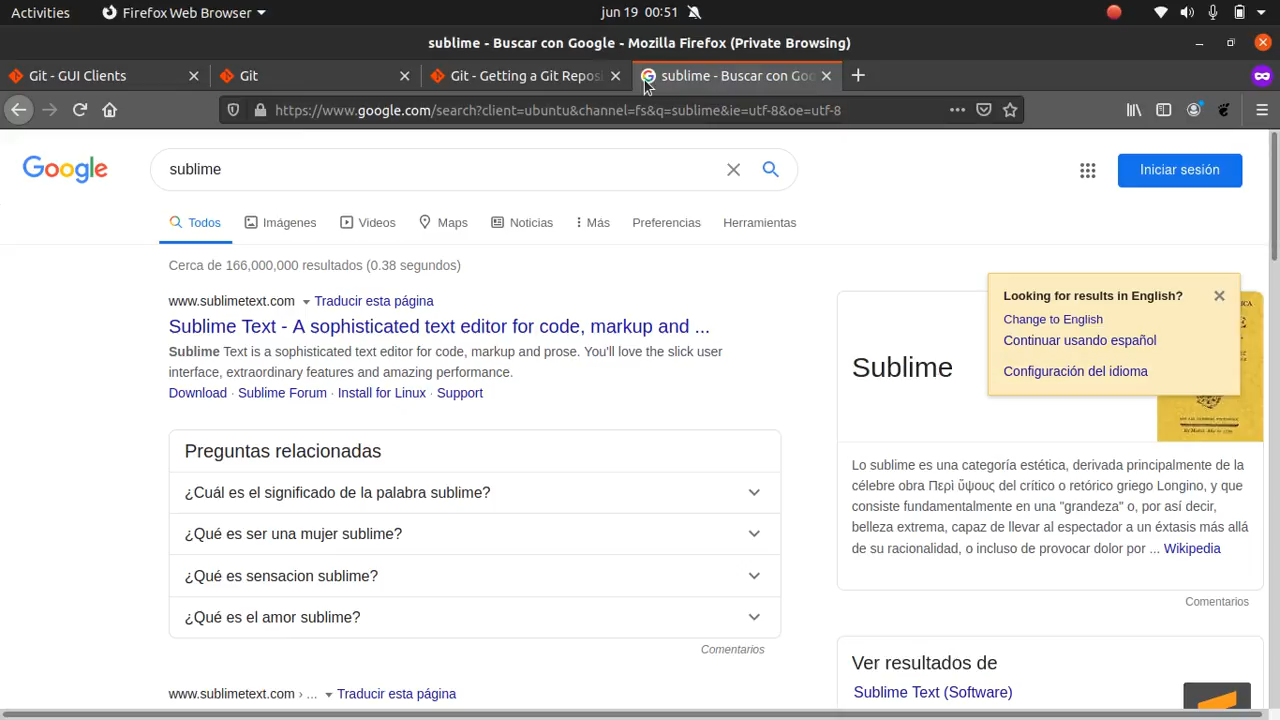 Activities
Firefox Web Browser
jun 19 00:51
sublime - Buscar con Google - Mozilla Firefox (Private Browsing)
Git - GUI Clients
Git
Git - Getting a Git Reposi
sublime - Buscar con Goo
https://www.google.com/search?client=ubuntu&channel=fs&q=sublime&ie=utf-8&oe=utf-8
Google
sublime
Iniciar sesión
Todos
Imágenes
Videos
Maps
Noticias
Más
Preferencias
Herramientas
Cerca de 166,000,000 resultados (0.38 segundos)
www.sublimetext.com
Traducir esta página
Sublime Text - A sophisticated text editor for code, markup and ...
Sublime Text is a sophisticated text editor for code, markup and prose. You'll love the slick user
interface, extraordinary features and amazing performance.
Download · Sublime Forum · Install for Linux · Support
Preguntas relacionadas
¿Cuál es el significado de la palabra sublime?
¿Qué es ser una mujer sublime?
¿Qué es sensacion sublime?
¿Qué es el amor sublime?
Comentarios
www.sublimetext.com › ...
Traducir esta página
Looking for results in English?
Change to English
Continuar usando español
Configuración del idioma
Sublime
Lo sublime es una categoría estética, derivada principalmente de la
célebre obra Περὶ ὕψους del crítico o retórico griego Longino, y que
consiste fundamentalmente en una "grandeza" o, por así decir,
belleza extrema, capaz de llevar al espectador a un éxtasis más allá
de su racionalidad, o incluso de provocar dolor por ... Wikipedia
Comentarios
Ver resultados de
Sublime Text (Software)